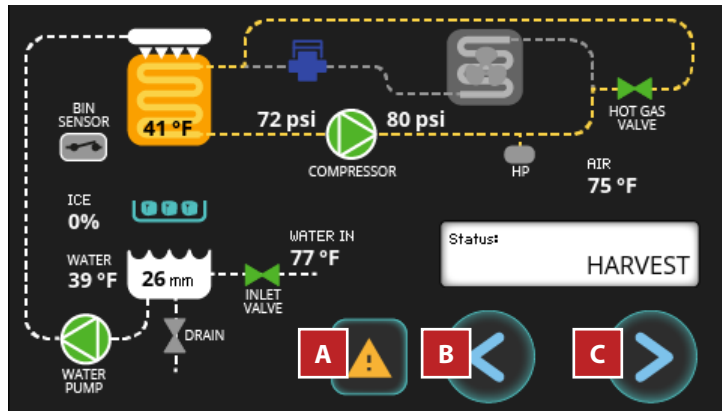 72 psi
80 psi
41 °F
BIN
SENSOR
COMPRESSOR
HP
HOT GAS
VALVE
AIR
75 °F
ICE
0%
WATER
39 °F
26 mm
WATER IN
77 °F
INLET
VALVE
DRAIN
WATER
PUMP
Status:
HARVEST
A
B
C